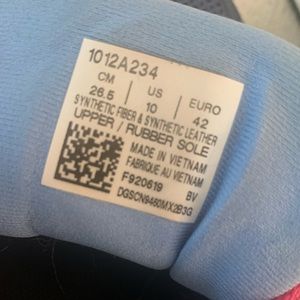 1012A234
CM US EURO
26.5 10 42
SYNTHETIC FIBER & SYNTHETIC LEATHER
UPPER / RUBBER SOLE
MADE IN VIETNAM
FABRIQUE AU VIETNAM
F920619 BV
DGSCN9460MX2B3G